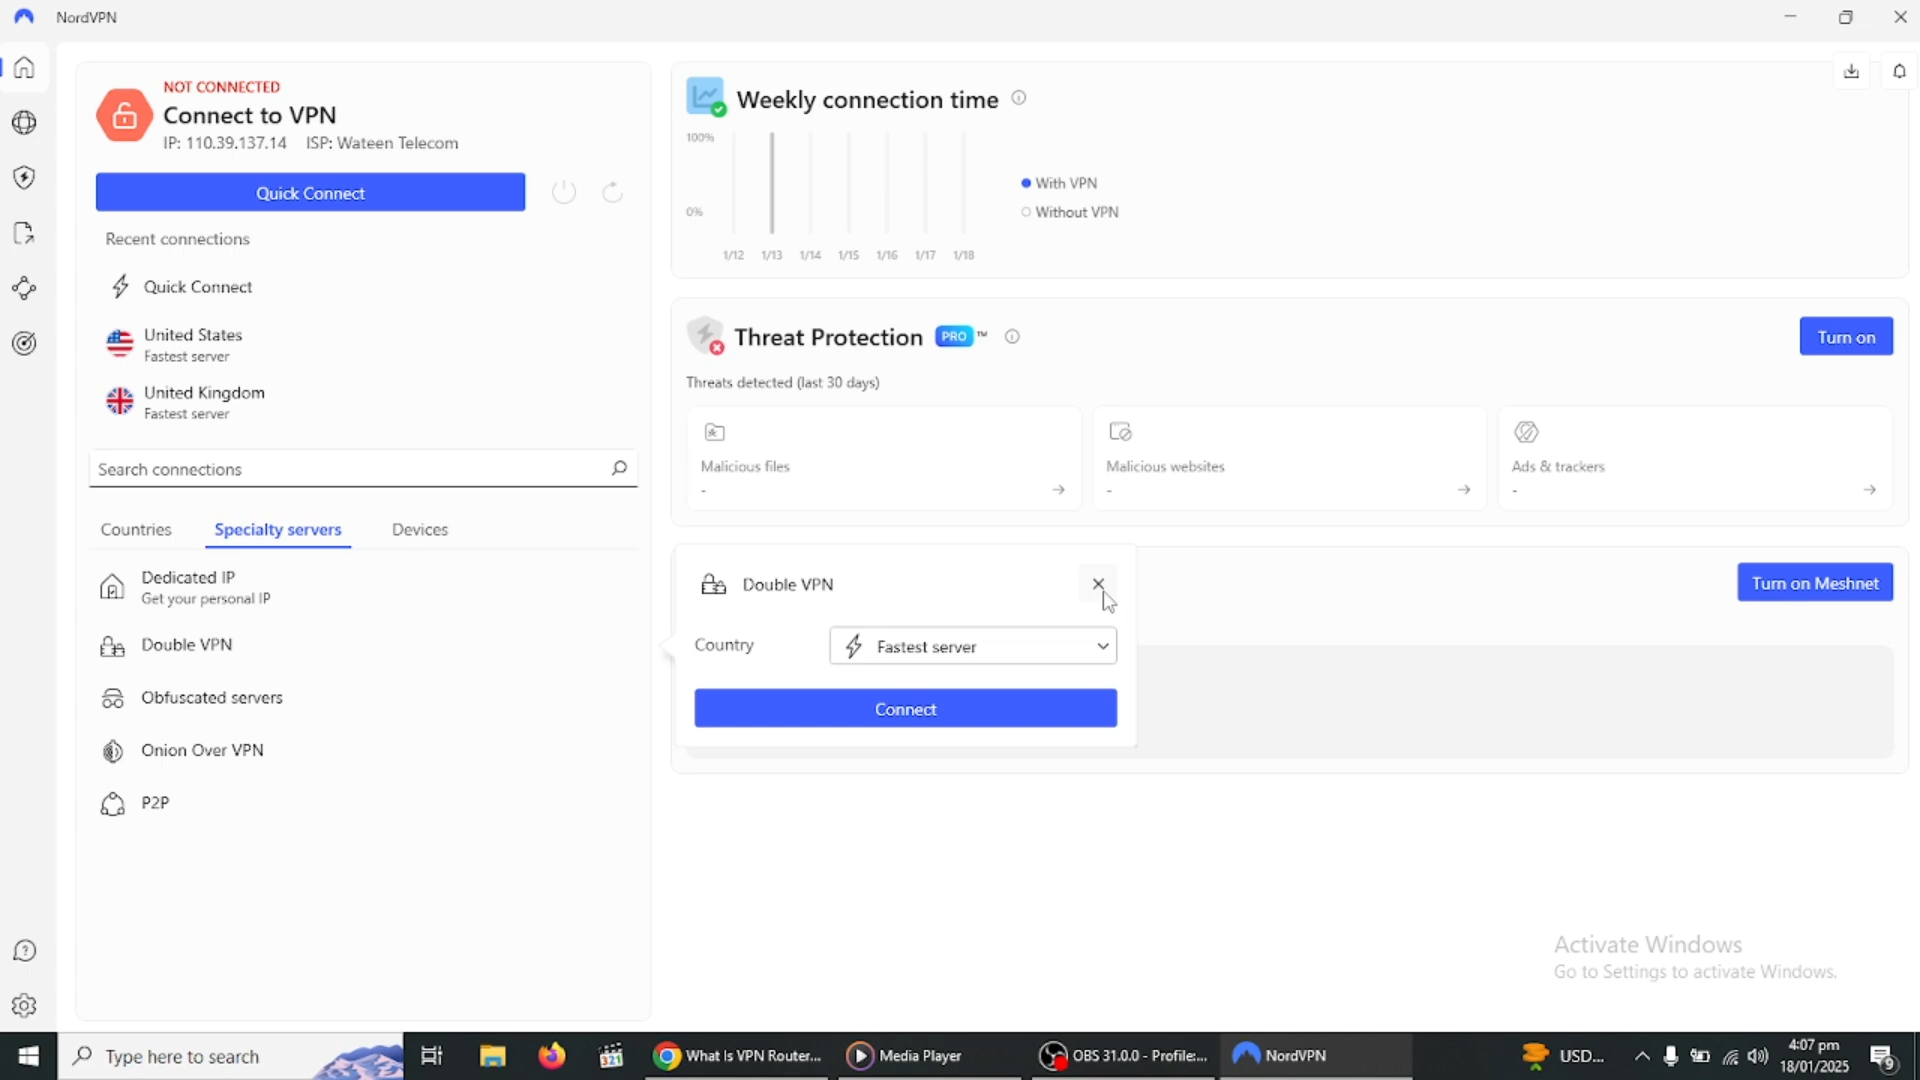 NordVPN
NOT CONNECTED
Connect to VPN
IP: 110.39.137.14 ISP: Wateen Telecom
Quick Connect
Recent connections
Quick Connect
United States
Fastest server
United Kingdom
Fastest server
Search connections
Countries Specialty servers Devices
Dedicated IP
Get your personal IP
Double VPN
Obfuscated servers
Onion Over VPN
P2P
Weekly connection time
100%
0%
With VPN
Without VPN
1/12 1/13 1/14 1/15 1/16 1/17 1/18
Threat Protection PRO ™
Turn on
Threats detected (last 30 days)
Malicious files
-
Malicious websites
-
Ads & trackers
-
Double VPN
Country Fastest server
Connect
Turn on Meshnet
Activate Windows
Go to Settings to activate Windows.
Type here to search
321
What Is VPN Router...
Media Player
OBS 31.0.0 - Profile:...
NordVPN
USD...
4:07 pm
18/01/2025
9